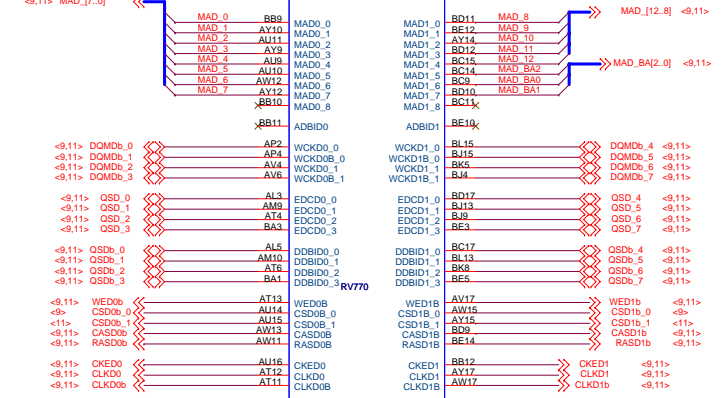 <9,11> MAD_[7..0]
MAD_0 BB9 MAD0_0
MAD_1 AY10 MAD0_1
MAD_2 AU11 MAD0_2
MAD_3 AY9 MAD0_3
MAD_4 AU9 MAD0_4
MAD_5 AU10 MAD0_5
MAD_6 AW12 MAD0_6
MAD_7 AY12 MAD0_7
BB10 MAD0_8
BB11 ADBID0
<9,11> DQMDb_0 AP2 WCKD0_0
<9,11> DQMDb_1 AP4 WCKD0B_0
<9,11> DQMDb_2 AV4 WCKD0_1
<9,11> DQMDb_3 AV6 WCKD0B_1
<9,11> QSD_0 AL3 EDCD0_0
<9,11> QSD_1 AM9 EDCD0_1
<9,11> QSD_2 AT4 EDCD0_2
<9,11> QSD_3 BA3 EDCD0_3
<9,11> QSDb_0 AL5 DDBID0_0
<9,11> QSDb_1 AM10 DDBID0_1
<9,11> QSDb_2 AT6 DDBID0_2
<9,11> QSDb_3 BA1 DDBID0_3
<9,11> WED0b AT13 WED0B
<9> CSD0b_0 AU14 CSD0B_0
<11> CSD0b_1 AU15 CSD0B_1
<9,11> CASD0b AW13 CASD0B
<9,11> RASD0b AW11 RASD0B
<9,11> CKED0 AU16 CKED0
<9,11> CLKD0 AT12 CLKD0
<9,11> CLKD0b AT11 CLKD0B
RV770
MAD1_0 BD11 MAD_8
MAD1_1 BE12 MAD_9
MAD1_2 AY14 MAD_10
MAD1_3 BD12 MAD_11
MAD1_4 BC15 MAD_12
MAD1_5 BC14 MAD_BA2
MAD1_6 BC9 MAD_BA0
MAD1_7 BD10 MAD_BA1
MAD1_8 BC11
MAD_[12..8] <9,11>
MAD_BA[2..0] <9,11>
ADBID1 BE10
WCKD1_0 BL15 DQMDb_4 <9,11>
WCKD1B_0 BJ15 DQMDb_5 <9,11>
WCKD1_1 BK5 DQMDb_6 <9,11>
WCKD1B_1 BJ4 DQMDb_7 <9,11>
EDCD1_0 BD17 QSD_4 <9,11>
EDCD1_1 BJ13 QSD_5 <9,11>
EDCD1_2 BJ9 QSD_6 <9,11>
EDCD1_3 BE3 QSD_7 <9,11>
DDBID1_0 BC17 QSDb_4 <9,11>
DDBID1_1 BL13 QSDb_5 <9,11>
DDBID1_2 BK8 QSDb_6 <9,11>
DDBID1_3 BE5 QSDb_7 <9,11>
WED1B AV17 WED1b <9,11>
CSD1B_0 AW15 CSD1b_0 <9>
CSD1B_1 AY15 CSD1b_1 <11>
CASD1B BD9 CASD1b <9,11>
RASD1B BE14 RASD1b <9,11>
CKED1 BB12 CKED1 <9,11>
CLKD1 AY17 CLKD1 <9,11>
CLKD1B AW17 CLKD1b <9,11>